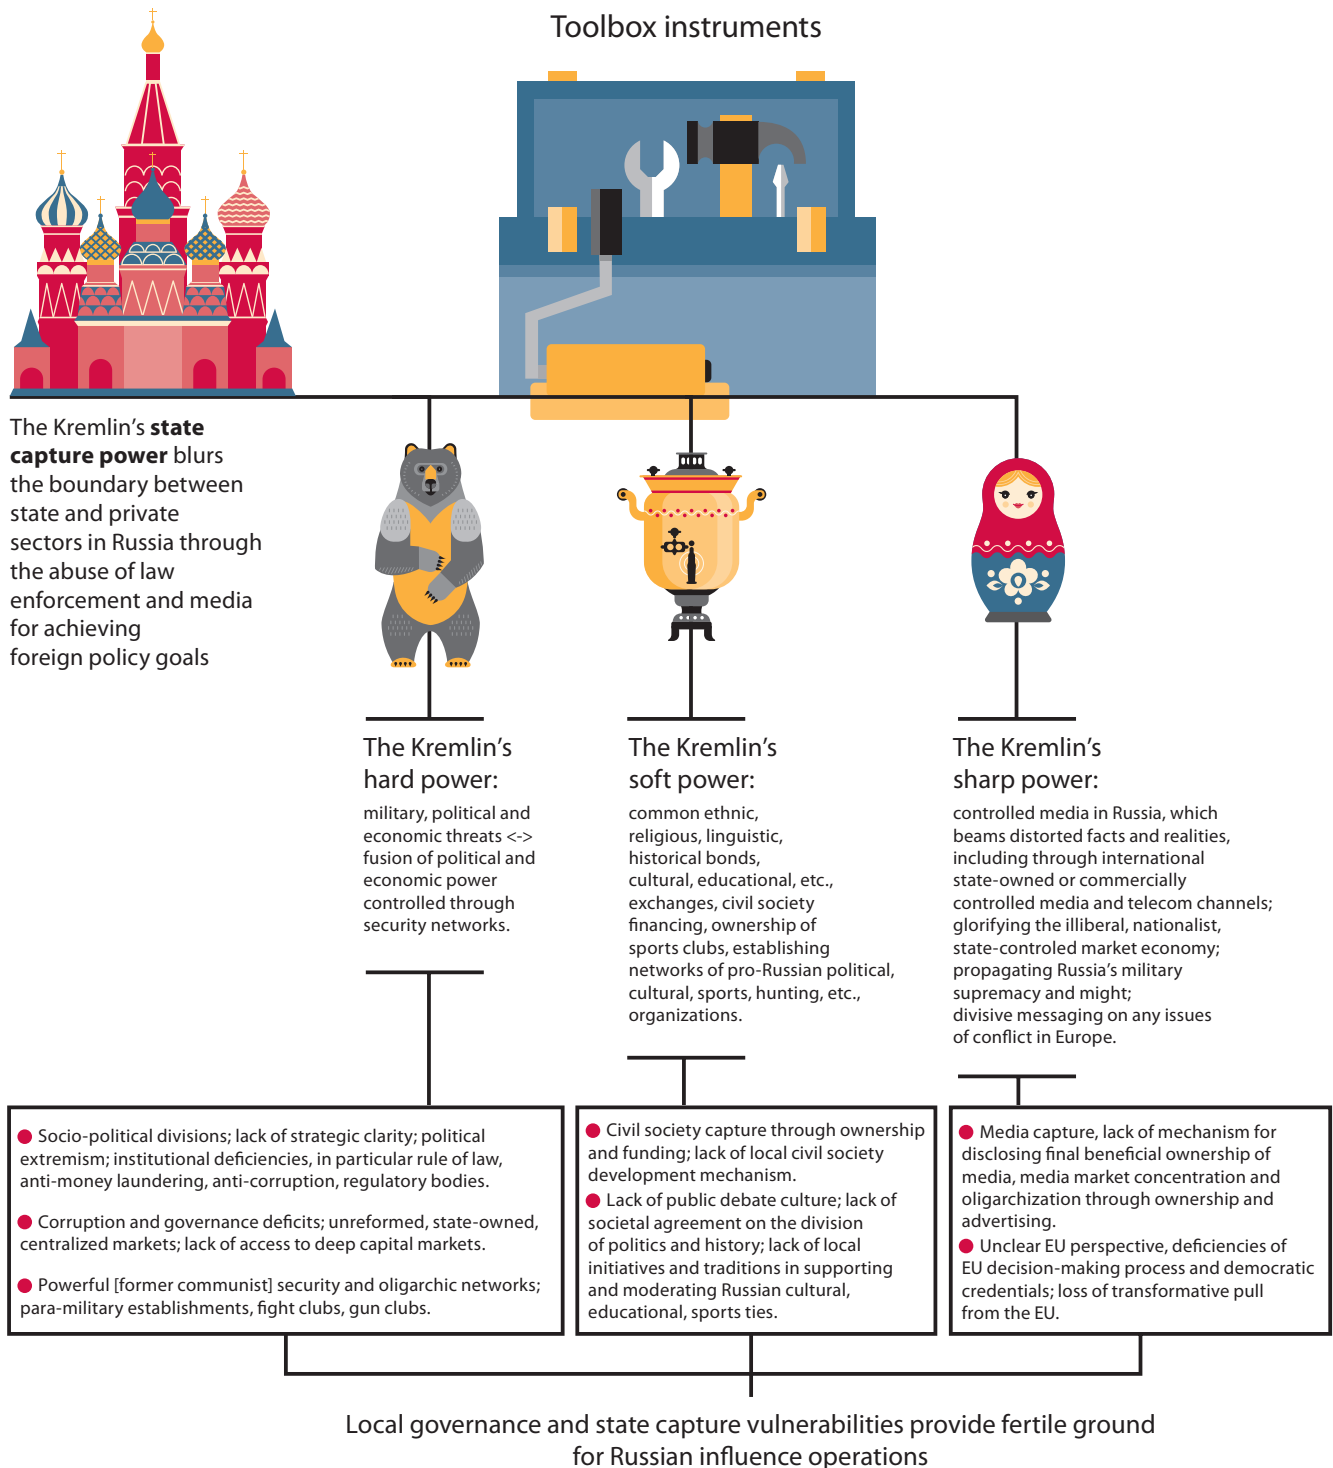 Toolbox instruments
The Kremlin's state
capture power blurs
the boundary between
state and private
sectors in Russia through
the abuse of law
enforcement and media
for achieving
foreign policy goals
The Kremlin's
hard power:
military, political and
economic threats <->
fusion of political and
economic power
controlled through
security networks.
The Kremlin's
soft power:
common ethnic,
religious, linguistic,
historical bonds,
cultural, educational, etc.,
exchanges, civil society
financing, ownership of
sports clubs, establishing
networks of pro-Russian political,
cultural, sports, hunting, etc.,
organizations.
The Kremlin's
sharp power:
controlled media in Russia, which
beams distorted facts and realities,
including through international
state-owned or commercially
controlled media and telecom channels;
glorifying the illiberal, nationalist,
state-controled market economy;
propagating Russia's military
supremacy and might;
divisive messaging on any issues
of conflict in Europe.
● Socio-political divisions; lack of strategic clarity; political
extremism; institutional deficiencies, in particular rule of law,
anti-money laundering, anti-corruption, regulatory bodies.
● Corruption and governance deficits; unreformed, state-owned,
centralized markets; lack of access to deep capital markets.
● Powerful [former communist] security and oligarchic networks;
para-military establishments, fight clubs, gun clubs.
● Civil society capture through ownership
and funding; lack of local civil society
development mechanism.
● Lack of public debate culture; lack of
societal agreement on the division
of politics and history; lack of local
initiatives and traditions in supporting
and moderating Russian cultural,
educational, sports ties.
● Media capture, lack of mechanism for
disclosing final beneficial ownership of
media, media market concentration and
oligarchization through ownership and
advertising.
● Unclear EU perspective, deficiencies of
EU decision-making process and democratic
credentials; loss of transformative pull
from the EU.
Local governance and state capture vulnerabilities provide fertile ground
for Russian influence operations